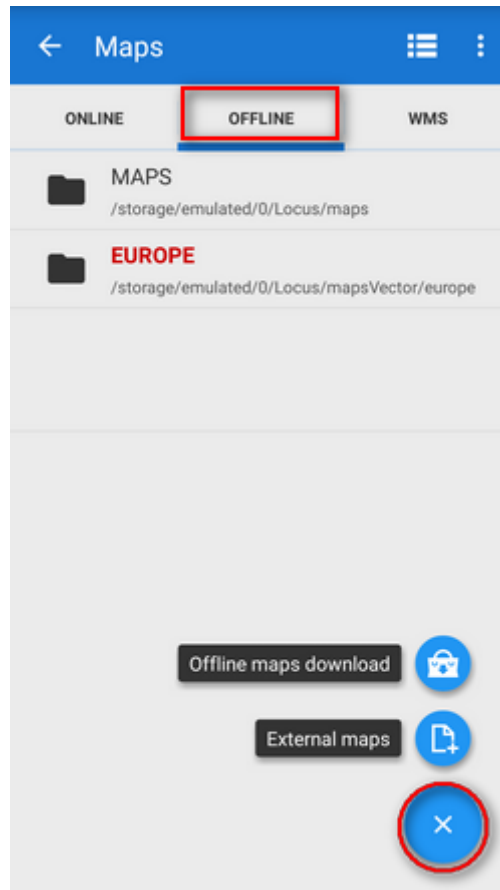 Maps
ONLINE OFFLINE WMS
MAPS
/storage/emulated/0/Locus/maps
EUROPE
/storage/emulated/0/Locus/mapsVector/europe
Offline maps download
External maps